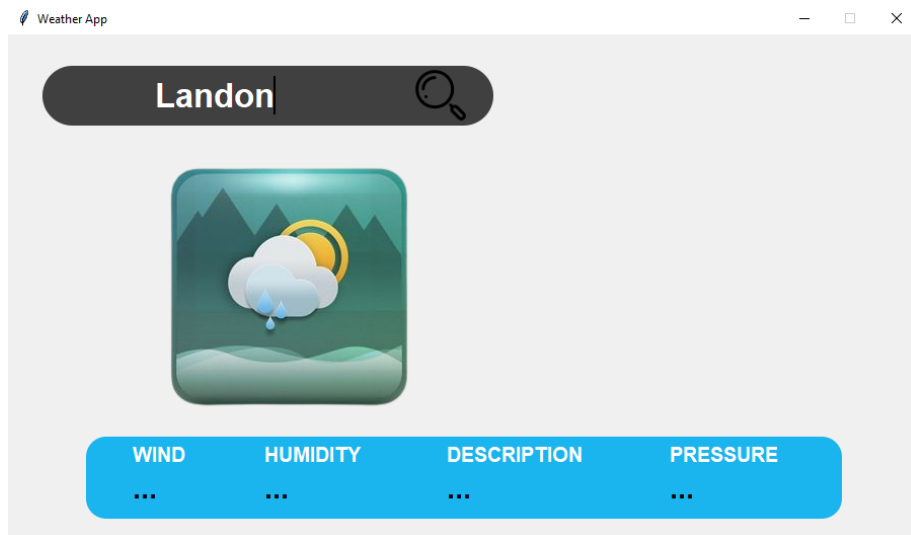 Weather App
Landon
WIND HUMIDITY DESCRIPTION PRESSURE
... ... ... ...